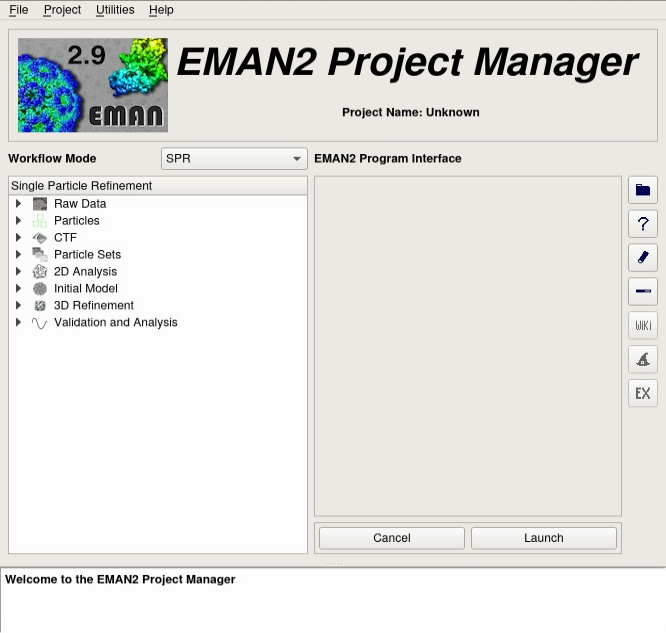 File Project Utilities Help
2.9
EMAN
EMAN2 Project Manager
Project Name: Unknown
Workflow Mode SPR EMAN2 Program Interface
Single Particle Refinement
Raw Data
Particles
CTF
Particle Sets
2D Analysis
Initial Model
3D Refinement
Validation and Analysis
?
WiKi
EX
Cancel Launch
Welcome to the EMAN2 Project Manager